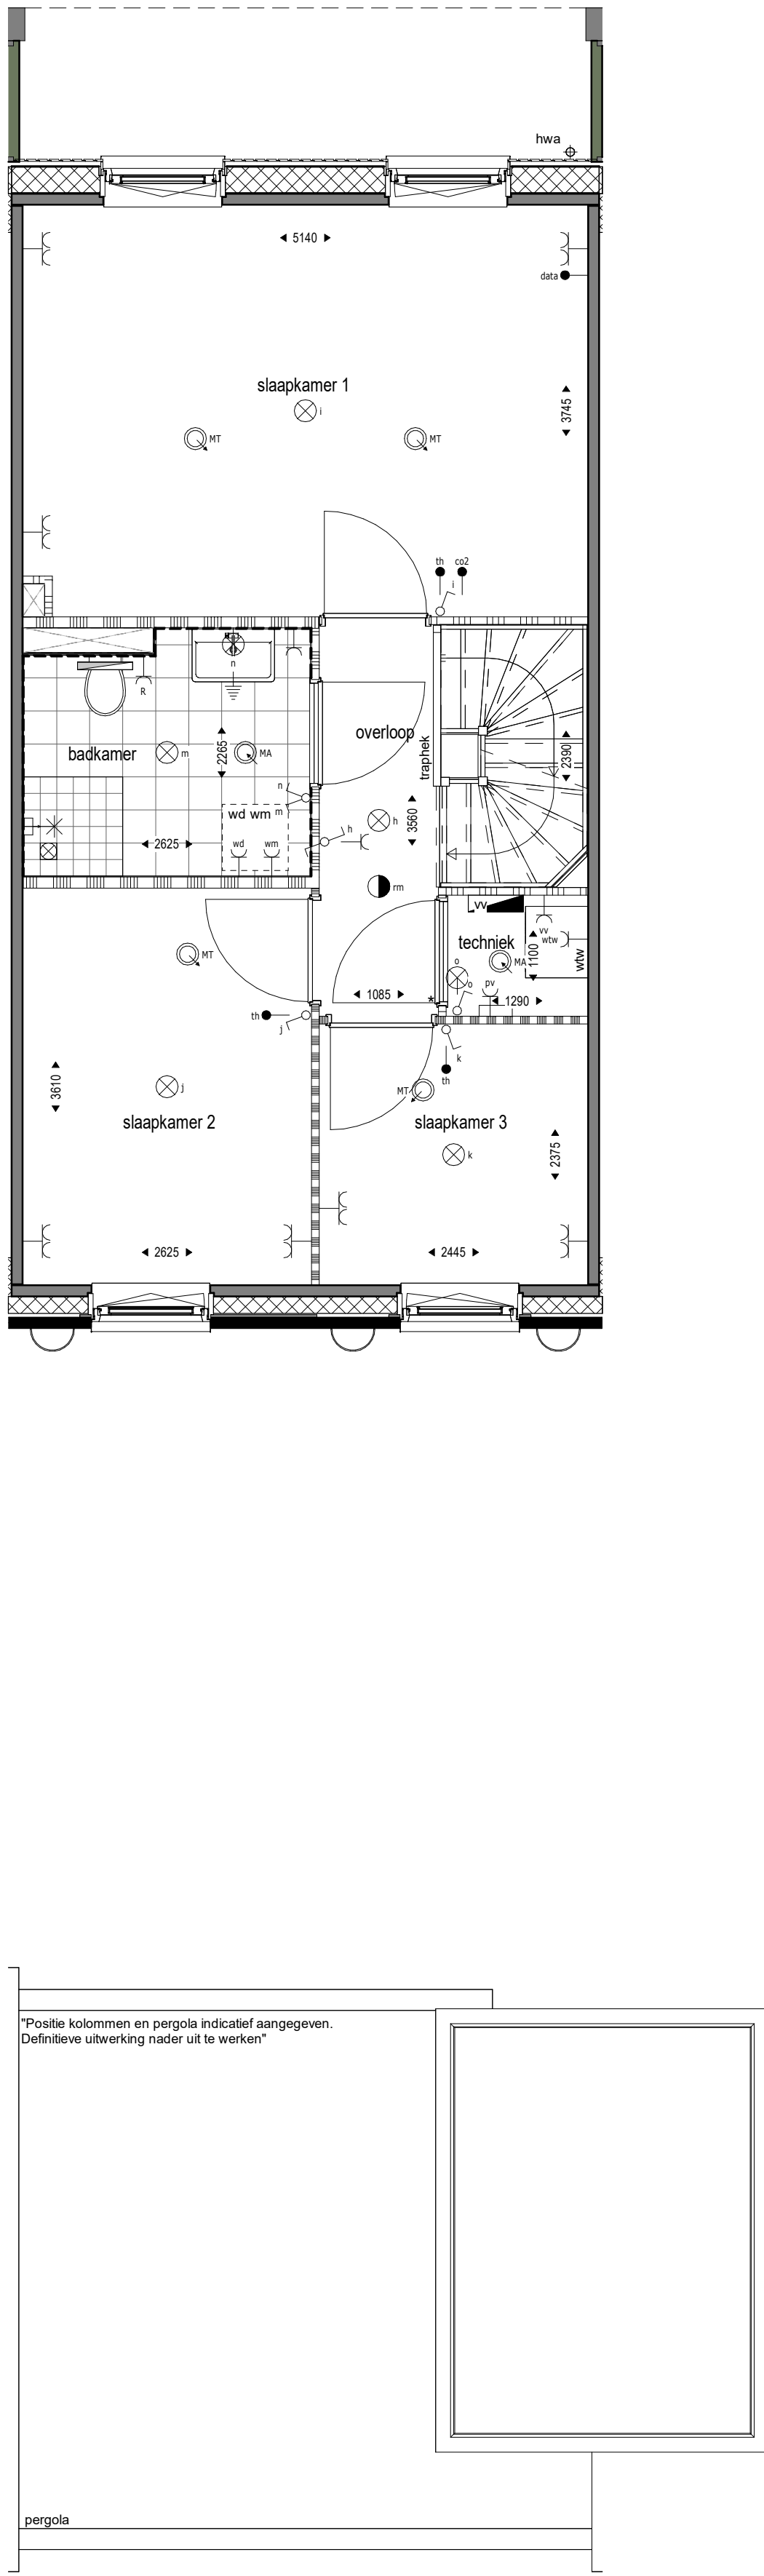 hwa
5140
data
slaapkamer 1
i
3745
MT
MT
th
co2
i
n
R
overloop
badkamer
m
2265
MA
traphek
2390
n
m
wd wm
h
h
3560
2625
wd
wm
rm
vv
techniek
vv
wtw
1100
wtw
MT
o
MA
o
pv
1085
*
1290
th
j
k
th
3610
j
MT
slaapkamer 2
slaapkamer 3
k
2375
2625
2445
"Positie kolommen en pergola indicatief aangegeven.
Definitieve uitwerking nader uit te werken"
pergola